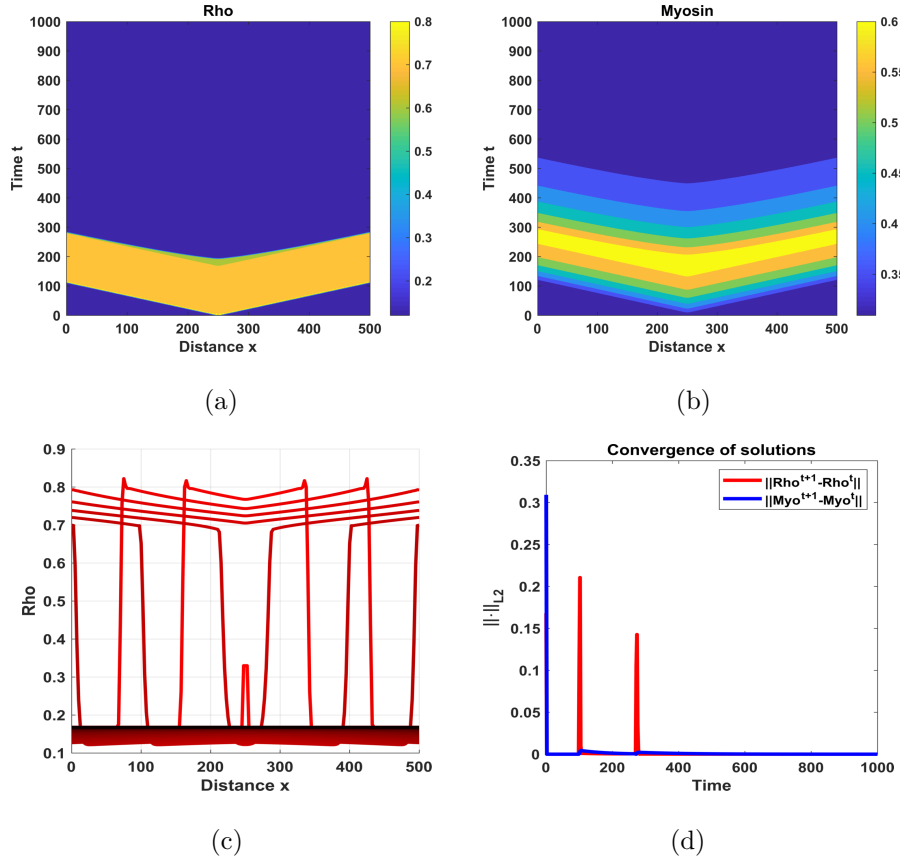 Rho
1000
900
800
700
600
500
400
300
200
100
0
Time t
0 100 200 300 400 500
Distance x
0.8
0.7
0.6
0.5
0.4
0.3
0.2
(a)
Myosin
1000
900
800
700
600
500
400
300
200
100
0
Time t
0 100 200 300 400 500
Distance x
0.6
0.55
0.5
0.45
0.4
0.35
(b)
0.9
0.8
0.7
0.6
0.5
0.4
0.3
0.2
0.1
Rho
0 100 200 300 400 500
Distance x
(c)
Convergence of solutions
0.35
0.3
0.25
0.2
0.15
0.1
0.05
0
||·||L2
||Rho^{t+1}-Rho^t||
||Myo^{t+1}-Myo^t||
0 200 400 600 800 1000
Time
(d)